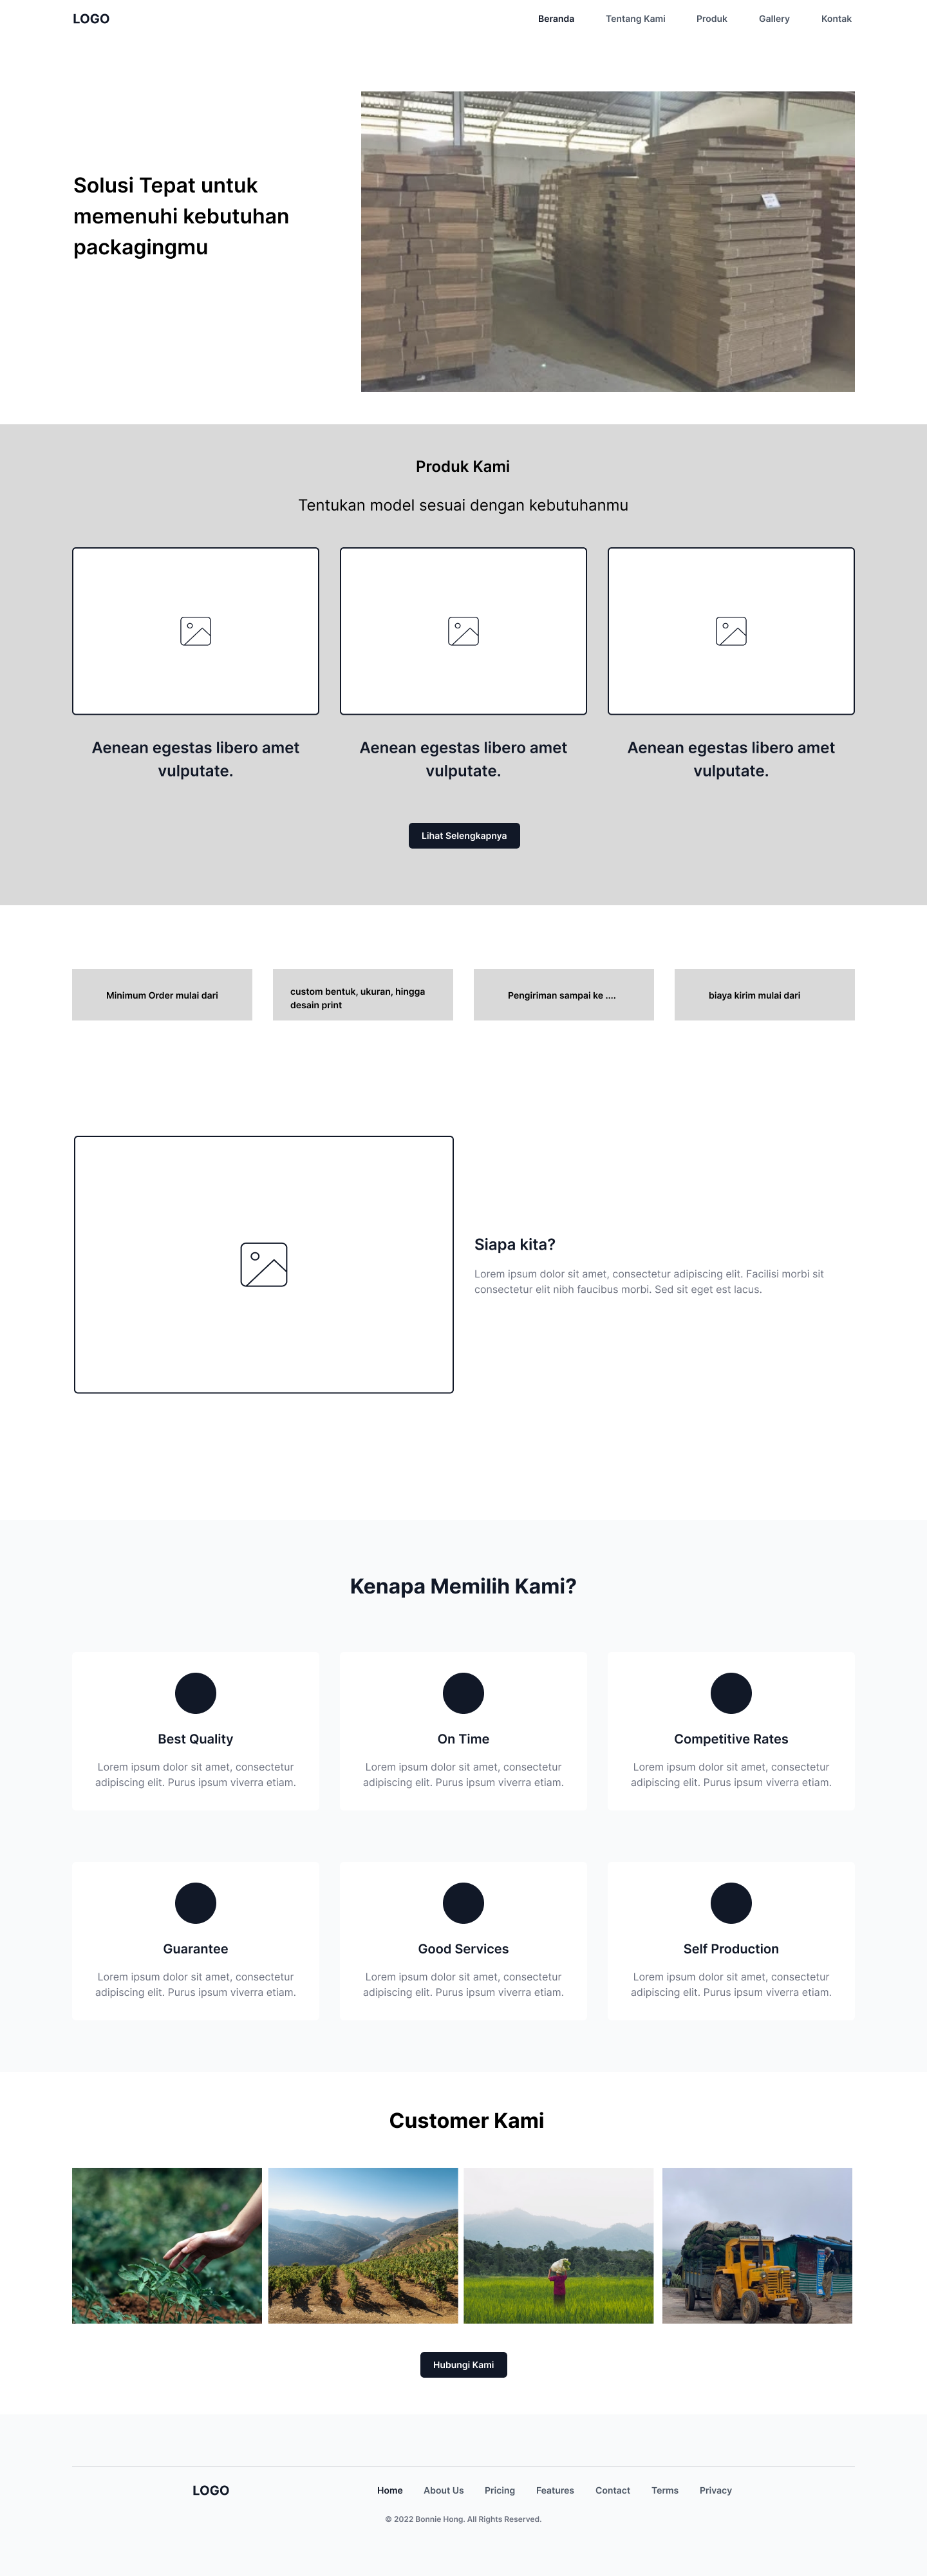 LOGO
Beranda Tentang Kami Produk Gallery Kontak
Solusi Tepat untuk
memenuhi kebutuhan
packagingmu
Produk Kami
Tentukan model sesuai dengan kebutuhanmu
Aenean egestas libero amet
vulputate.
Aenean egestas libero amet
vulputate.
Aenean egestas libero amet
vulputate.
Lihat Selengkapnya
Minimum Order mulai dari
custom bentuk, ukuran, hingga
desain print
Pengiriman sampai ke ....
biaya kirim mulai dari
Siapa kita?
Lorem ipsum dolor sit amet, consectetur adipiscing elit. Facilisi morbi sit
consectetur elit nibh faucibus morbi. Sed sit eget est lacus.
Kenapa Memilih Kami?
Best Quality
Lorem ipsum dolor sit amet, consectetur
adipiscing elit. Purus ipsum viverra etiam.
On Time
Lorem ipsum dolor sit amet, consectetur
adipiscing elit. Purus ipsum viverra etiam.
Competitive Rates
Lorem ipsum dolor sit amet, consectetur
adipiscing elit. Purus ipsum viverra etiam.
Guarantee
Lorem ipsum dolor sit amet, consectetur
adipiscing elit. Purus ipsum viverra etiam.
Good Services
Lorem ipsum dolor sit amet, consectetur
adipiscing elit. Purus ipsum viverra etiam.
Self Production
Lorem ipsum dolor sit amet, consectetur
adipiscing elit. Purus ipsum viverra etiam.
Customer Kami
Hubungi Kami
LOGO
Home About Us Pricing Features Contact Terms Privacy
© 2022 Bonnie Hong. All Rights Reserved.